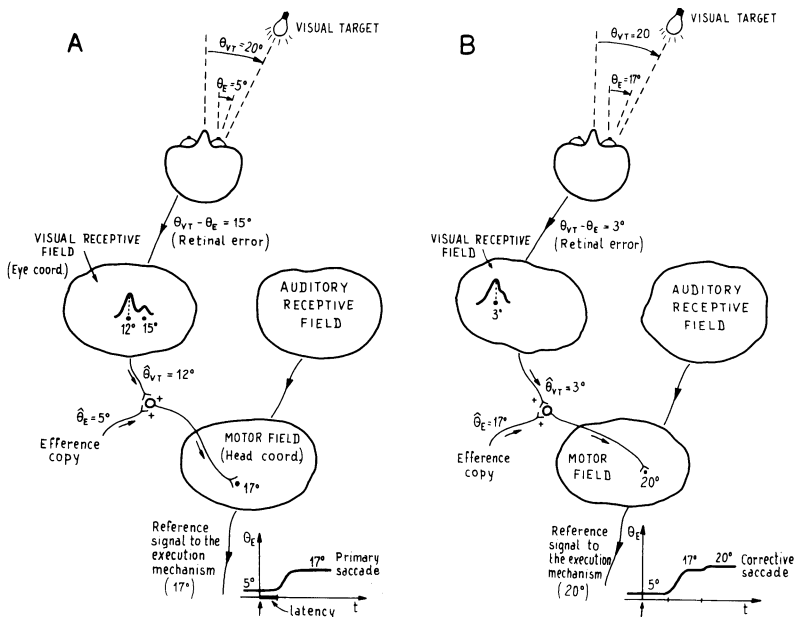 A
VISUAL TARGET
θVT=20°
θE=5°
θVT - θE = 15°
(Retinal error)
VISUAL RECEPTIVE
FIELD
(Eye coord.)
12° 15°
AUDITORY
RECEPTIVE
FIELD
θ̂VT = 12°
+
+
θ̂E=5°
Efference
copy
MOTOR FIELD
(Head coord.)
17°
Reference
signal to the
execution
mechanism
(17°)
θE
5°
17°
Primary
saccade
latency
t
B
VISUAL TARGET
θVT=20
θE=17°
θVT - θE = 3°
(Retinal error)
VISUAL RECEPTIVE
FIELD
3°
AUDITORY
RECEPTIVE
FIELD
θ̂VT=3°
+
+
θ̂E=17°
Efference
copy
MOTOR
FIELD
20°
Reference
signal to
the execution
mechanism
(20°)
θE
5°
17° 20°
Corrective
saccade
t